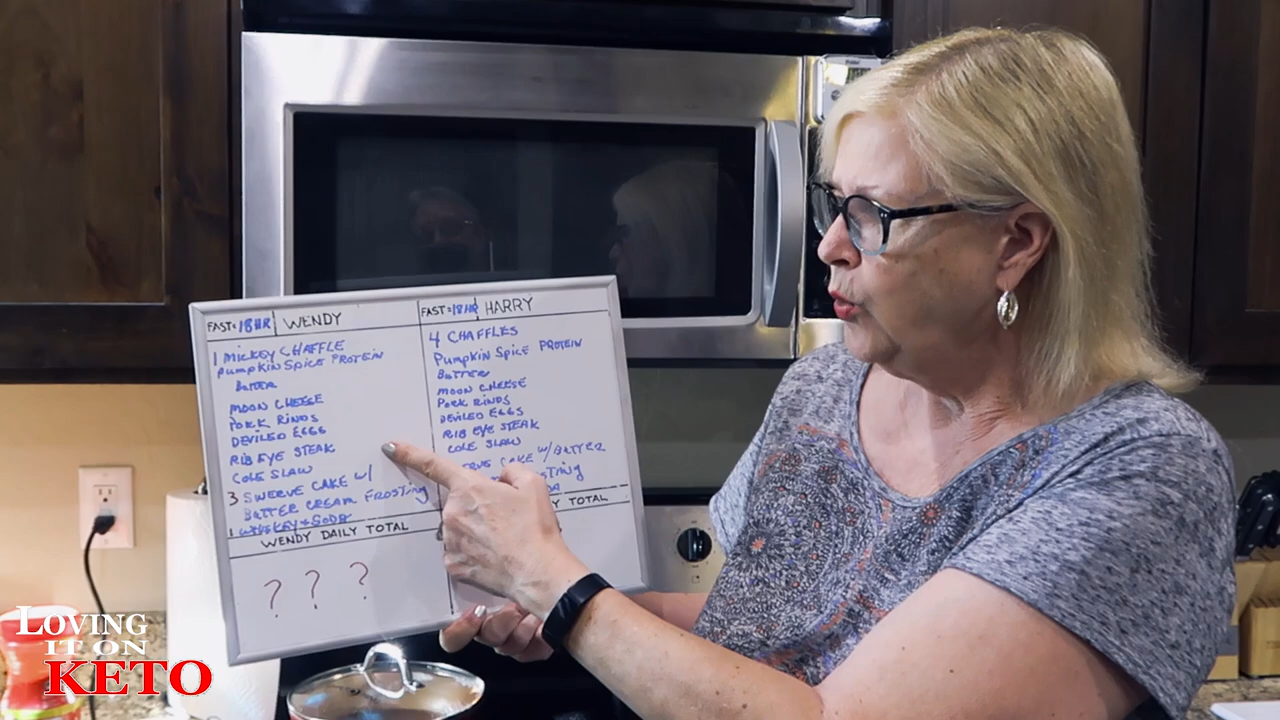 FAST=18HR WENDY
1 MICKEY CHAFFLE
PUMPKIN SPICE PROTEIN
BUTTER
MOON CHEESE
PORK RINDS
DEVILED EGGS
RIB EYE STEAK
COLE SLAW
3 SWERVE CAKE W/
BUTTER CREAM FROSTING
1 WHISKEY & SODA
WENDY DAILY TOTAL
? ? ?
FAST=18HR HARRY
4 CHAFFLES
PUMPKIN SPICE PROTEIN
BUTTER
MOON CHEESE
PORK RINDS
DEVILED EGGS
RIB EYE STEAK
COLE SLAW
CAKE W/BUTTER
TOTAL
LOVING
IT ON
KETO